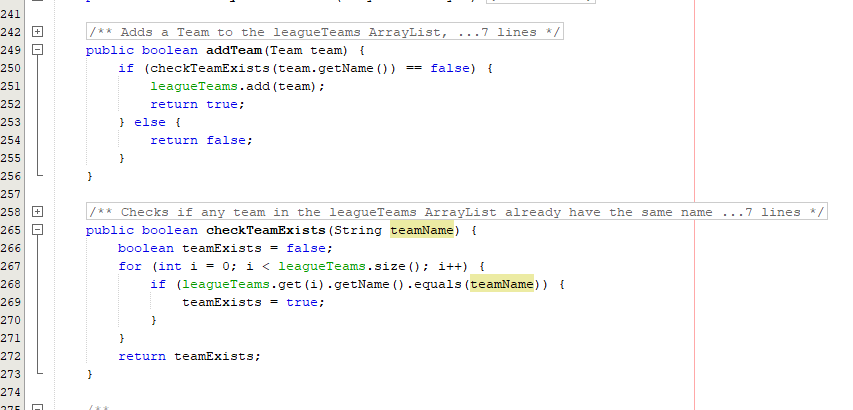 241
242 /** Adds a Team to the leagueTeams ArrayList, ...7 lines */
249 public boolean addTeam(Team team) {
250 if (checkTeamExists(team.getName()) == false) {
251 leagueTeams.add(team);
252 return true;
253 } else {
254 return false;
255 }
256 }
257
258 /** Checks if any team in the leagueTeams ArrayList already have the same name ...7 lines */
265 public boolean checkTeamExists(String teamName) {
266 boolean teamExists = false;
267 for (int i = 0; i < leagueTeams.size(); i++) {
268 if (leagueTeams.get(i).getName().equals(teamName)) {
269 teamExists = true;
270 }
271 }
272 return teamExists;
273 }
274
275 /**